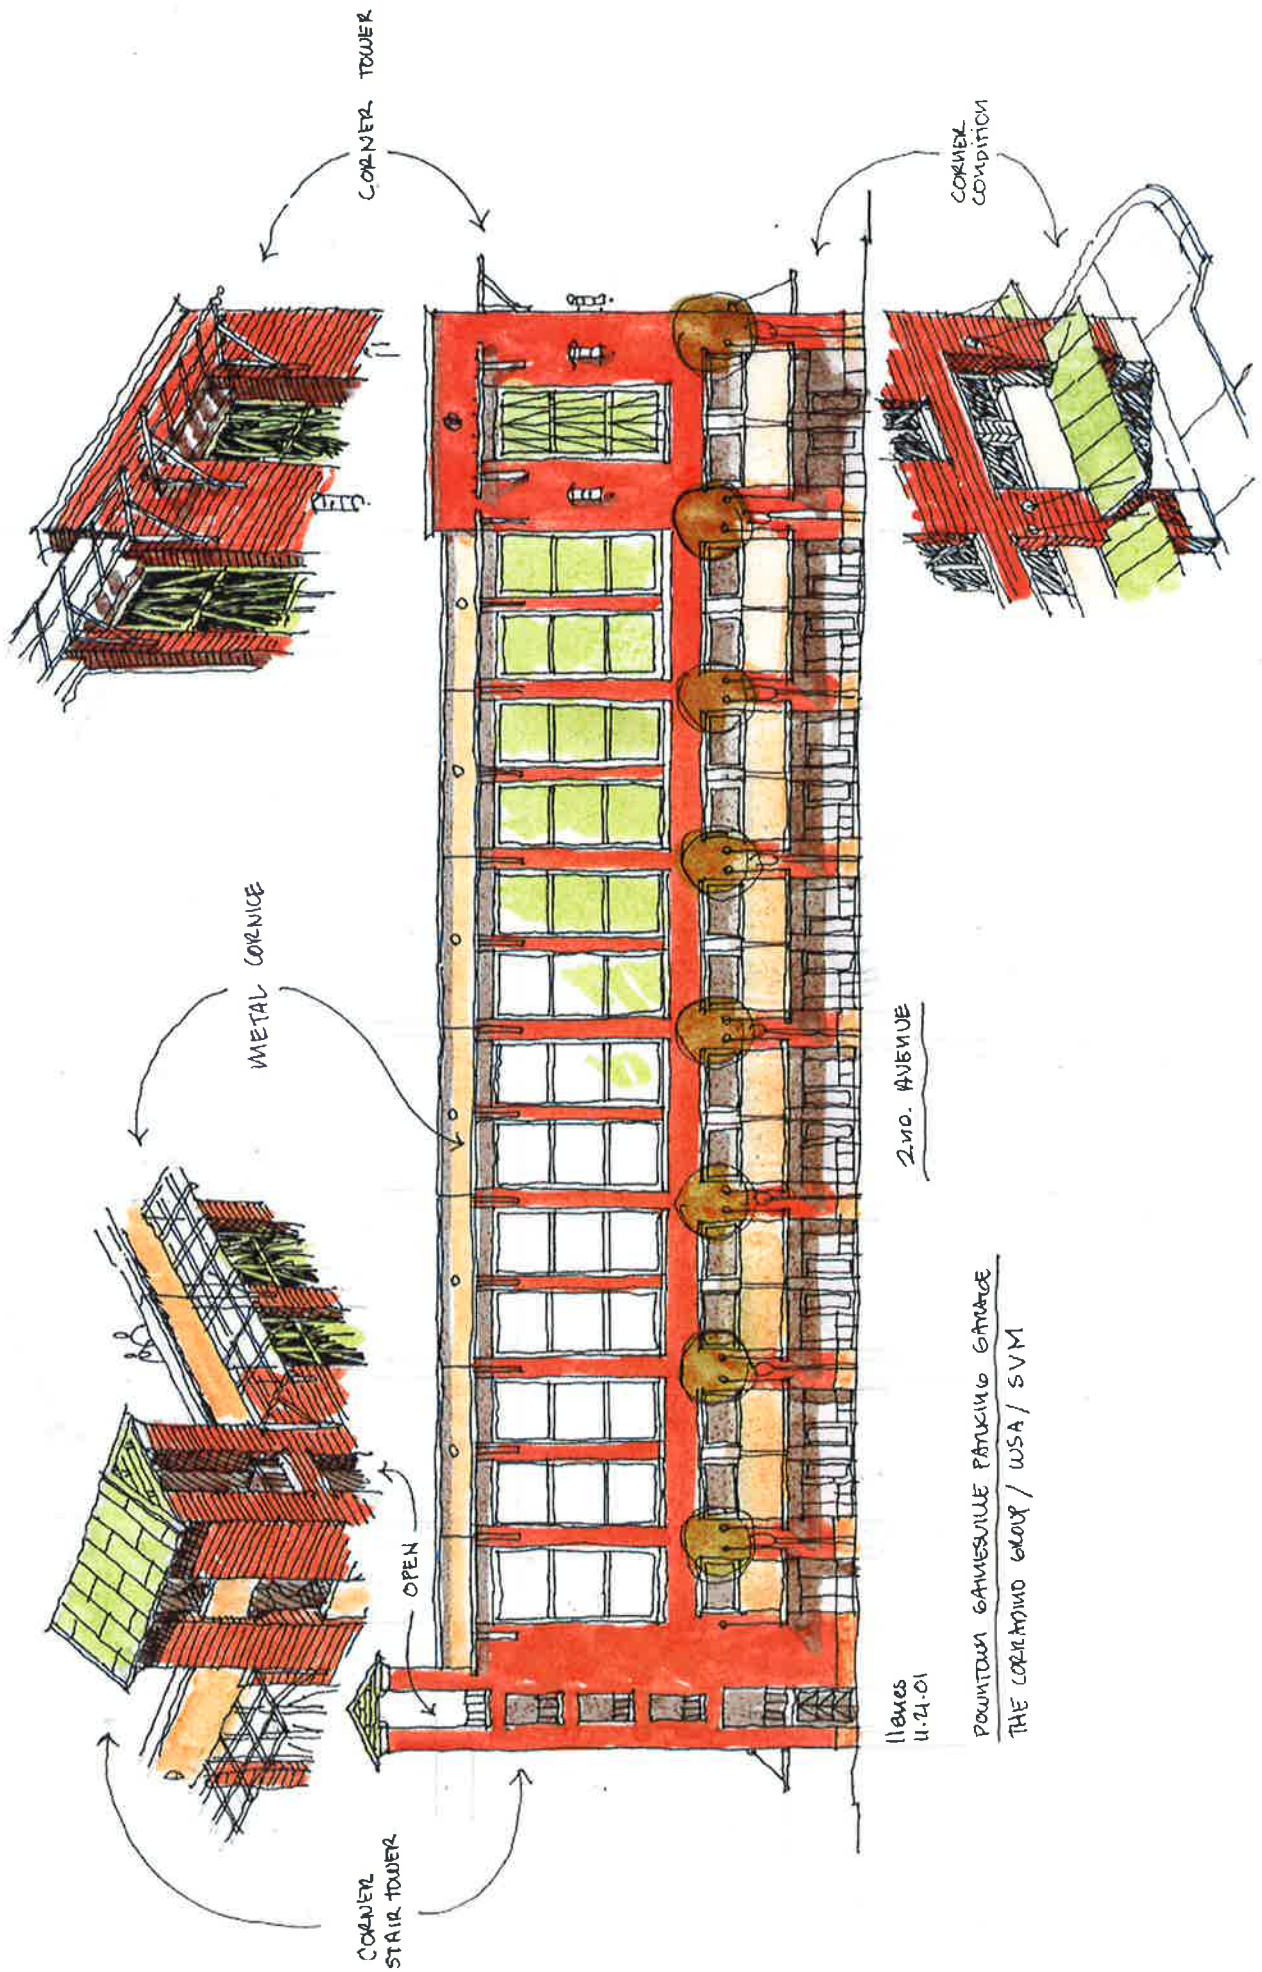 CORNER
STAIR TOWER
OPEN
METAL CORNICE
CORNER TOWER
CORNER
CONDITION
2ND. AVENUE
11.21.01
DOWNTOWN GAINESVILLE PARKING GARAGE
THE CORRADINO GROUP / WSA / SVM